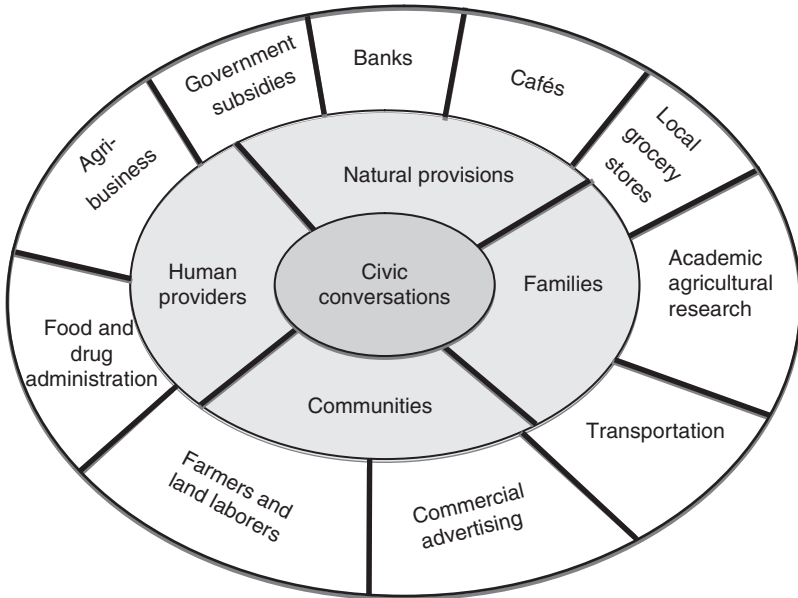 Government
subsidies
Banks
Cafés
Local
grocery
stores
Agri-
business
Natural provisions
Human
providers
Civic
conversations
Families
Academic
agricultural
research
Food and
drug
administration
Communities
Transportation
Farmers and
land laborers
Commercial
advertising